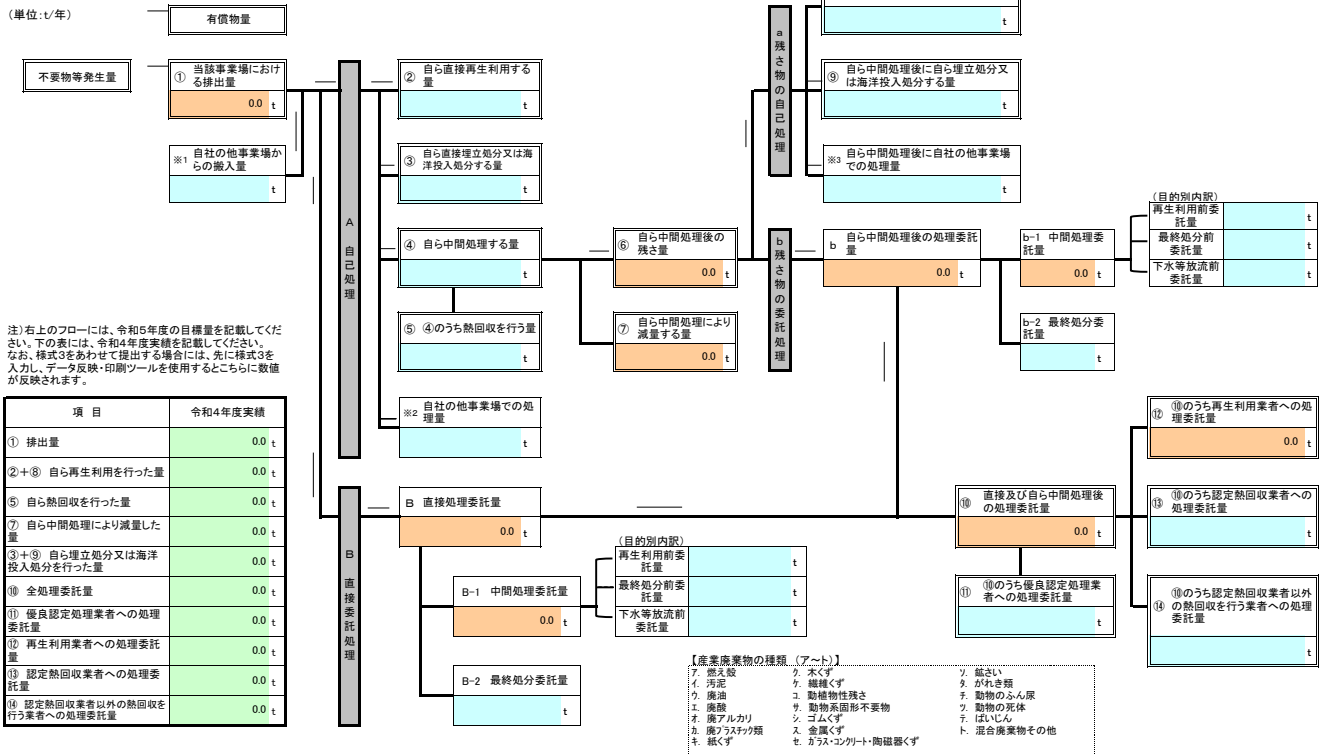 (単位:t/年)
有償物量
t
不要物等発生量
① 当該事業場におけ
る排出量
0.0 t
※1 自社の他事業場か
らの搬入量
t
A 自己処理
② 自ら直接再生利用する
量
t
③ 自ら直接埋立処分又は海
洋投入処分する量
t
④ 自ら中間処理する量
t
⑤ ④のうち熱回収を行う量
t
※2 自社の他事業場での処
理量
t
⑥ 自ら中間処理後の
残さ量
0.0 t
⑦ 自ら中間処理により
減量する量
0.0 t
a 残さ物の自己処理
⑨ 自ら中間処理後に自ら埋立処分又
は海洋投入処分する量
t
※3 自ら中間処理後に自社の他事業場
での処理量
t
b 残さ物の委託処理
b 自ら中間処理後の処理委託
量
0.0 t
b-1 中間処理委
託量
0.0 t
b-2 最終処分委
託量
t
(目的別内訳)
再生利用前委
託量
t
最終処分前
委託量
t
下水等放流前
委託量
t
注)右上のフローには、令和5年度の目標量を記載してくだ
さい。下の表には、令和4年度実績を記載してください。
なお、様式3をあわせて提出する場合には、先に様式3を
入力し、データ反映・印刷ツールを使用するとこちらに数値
が反映されます。
項 目 令和4年度実績
① 排出量 0.0 t
②+⑧ 自ら再生利用を行った量 0.0 t
⑤ 自ら熱回収を行った量 0.0 t
⑦ 自ら中間処理により減量した
量 0.0 t
③+⑨ 自ら埋立処分又は海洋
投入処分を行った量 0.0 t
⑩ 全処理委託量 0.0 t
⑪ 優良認定処理業者への処理
委託量 0.0 t
⑫ 再生利用業者への処理委託
量 0.0 t
⑬ 認定熱回収業者への処理委
託量 0.0 t
⑭ 認定熱回収業者以外の熱回収を
行う業者への処理委託量 0.0 t
B 直接委託処理
B 直接処理委託量
0.0 t
B-1 中間処理委託量
0.0 t
B-2 最終処分委託量
t
(目的別内訳)
再生利用前委
託量
t
最終処分前委
託量
t
下水等放流前
委託量
t
⑩ 直接及び自ら中間処理後
の処理委託量
0.0 t
⑪ ⑩のうち優良認定処理業
者への処理委託量
t
⑫ ⑩のうち再生利用業者への処
理委託量
0.0 t
⑬ ⑩のうち認定熱回収業者への
処理委託量
t
⑭ ⑩のうち認定熱回収業者以外
の熱回収を行う業者への処理
委託量
t
【産業廃棄物の種類 (ア~ト)】
ア. 燃え殻 ク. 木くず ソ. 鉱さい
イ. 汚泥 ケ. 繊維くず タ. がれき類
ウ. 廃油 コ. 動植物性残さ チ. 動物のふん尿
エ. 廃酸 サ. 動物系固形不要物 ツ. 動物の死体
オ. 廃アルカリ シ. ゴムくず テ. ばいじん
カ. 廃プラスチック類 ス. 金属くず ト. 混合廃棄物その他
キ. 紙くず セ. ガラス・コンクリート・陶磁器くず